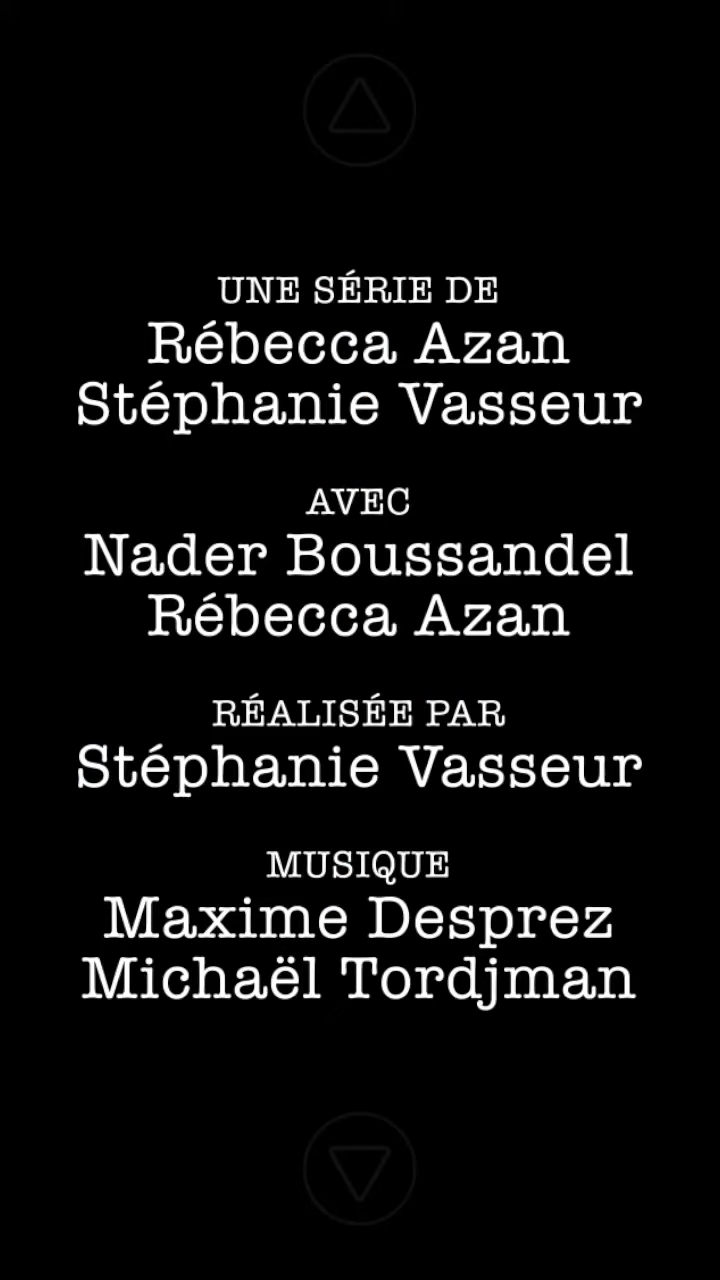 UNE SÉRIE DE
Rébecca Azan
Stéphanie Vasseur
AVEC
Nader Boussandel
Rébecca Azan
RÉALISÉE PAR
Stéphanie Vasseur
MUSIQUE
Maxime Desprez
Michaël Tordjman